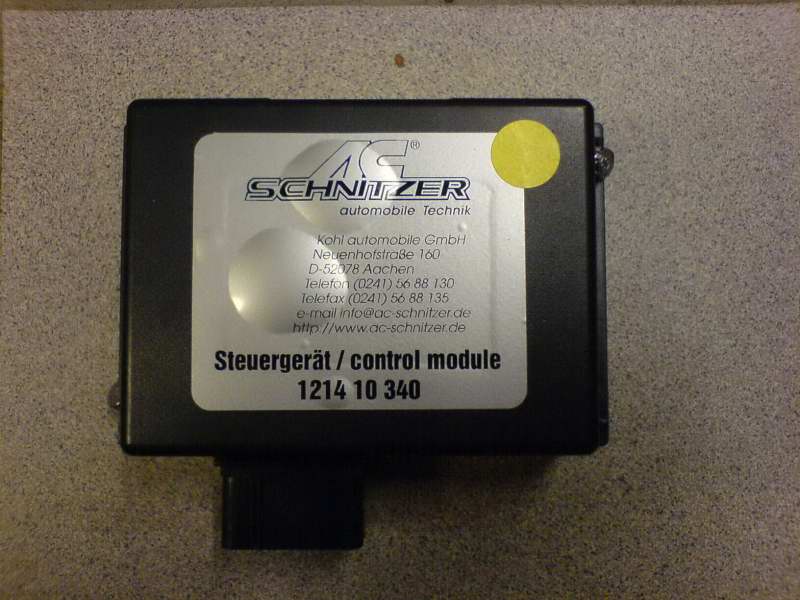 AC®
SCHNITZER
automobile Technik
Kohl automobile GmbH
Neuenhofstraße 160
D-52078 Aachen
Telefon (0241) 56 88 130
Telefax (0241) 56 88 135
e-mail info@ac-schnitzer.de
http://www.ac-schnitzer.de
Steuergerät / control module
1214 10 340